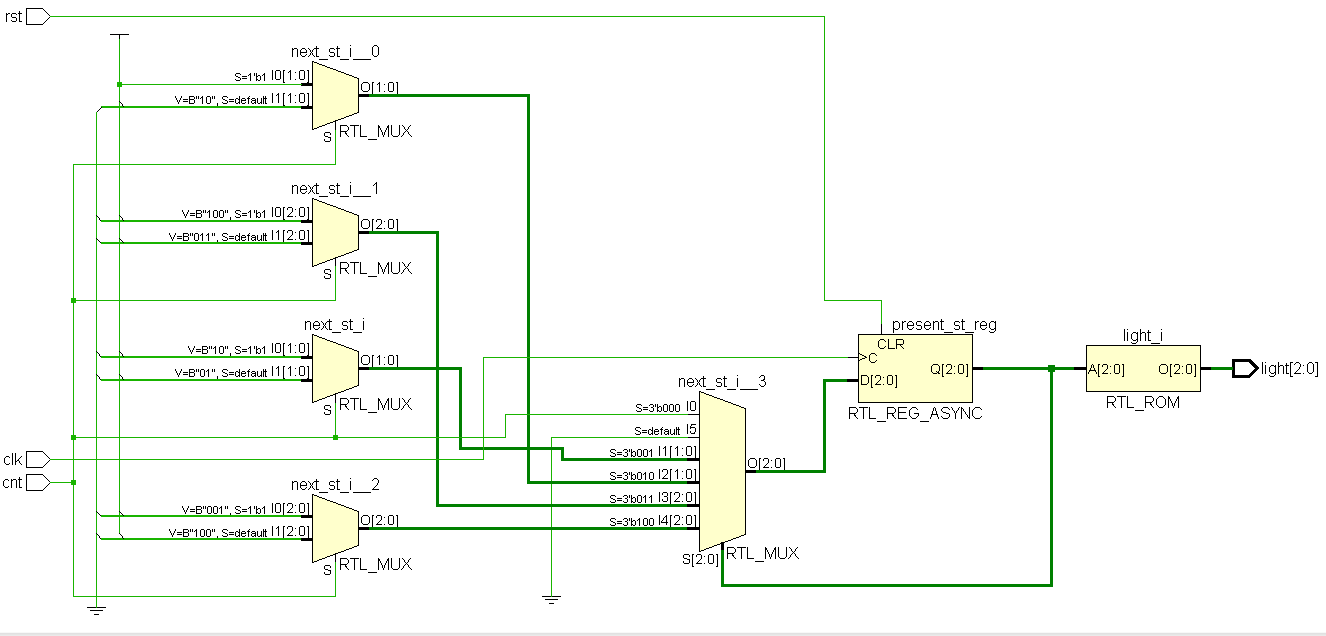 rst
next_st_i__0
S=1'b1 I0[1:0]
V=B"10", S=default I1[1:0]
O[1:0]
S
RTL_MUX
next_st_i__1
V=B"100", S=1'b1 I0[2:0]
V=B"011", S=default I1[2:0]
O[2:0]
S
RTL_MUX
next_st_i
V=B"10", S=1'b1 I0[1:0]
V=B"01", S=default I1[1:0]
O[1:0]
S
RTL_MUX
clk
cnt
next_st_i__2
V=B"001", S=1'b1 I0[2:0]
V=B"100", S=default I1[2:0]
O[2:0]
S
RTL_MUX
next_st_i__3
S=3'b000 I0
S=default I5
S=3'b001 I1[1:0]
S=3'b010 I2[1:0]
S=3'b011 I3[2:0]
S=3'b100 I4[2:0]
O[2:0]
S[2:0]
RTL_MUX
present_st_reg
CLR
C
D[2:0]
Q[2:0]
RTL_REG_ASYNC
light_i
A[2:0]
O[2:0]
RTL_ROM
light[2:0]